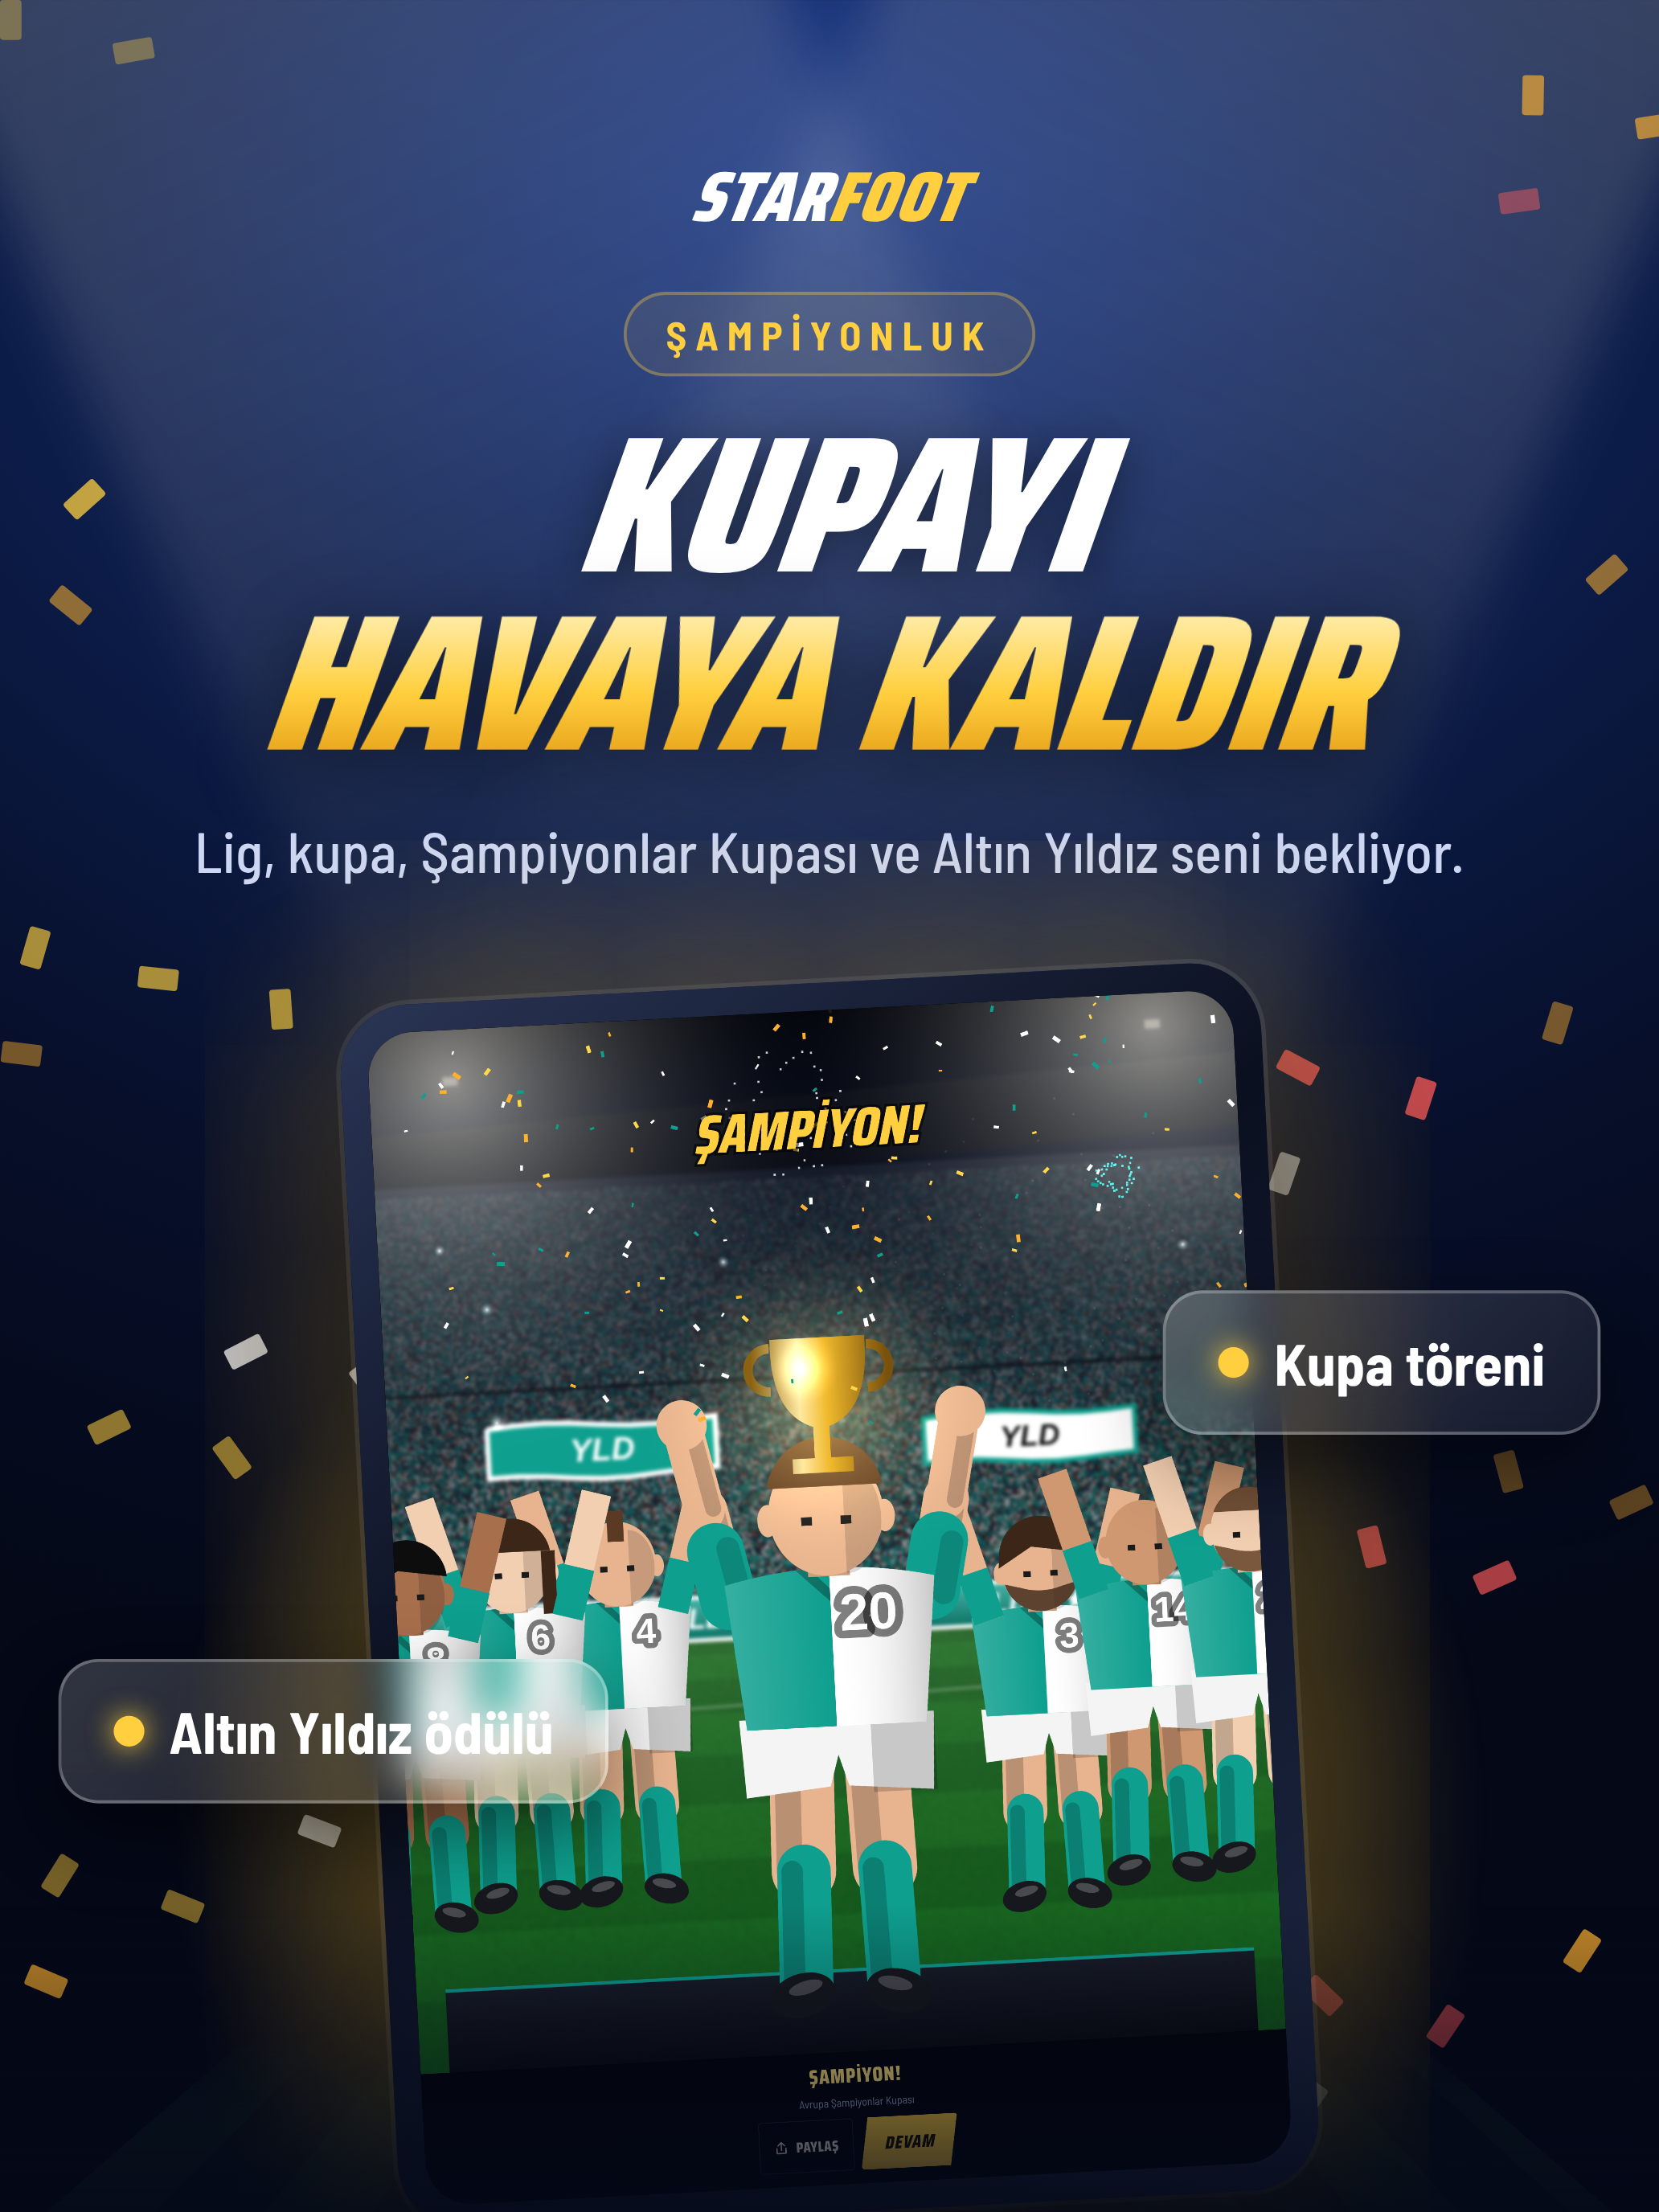 STARFOOT
ŞAMPİYONLUK
KUPAYI
HAVAYA KALDIR
Lig, kupa, Şampiyonlar Kupası ve Altın Yıldız seni bekliyor.
ŞAMPİYON!
Kupa töreni
YLD
YLD
20
6
4
3
14
Altın Yıldız ödülü
ŞAMPİYON!
Avrupa Şampiyonlar Kupası
PAYLAŞ
DEVAM